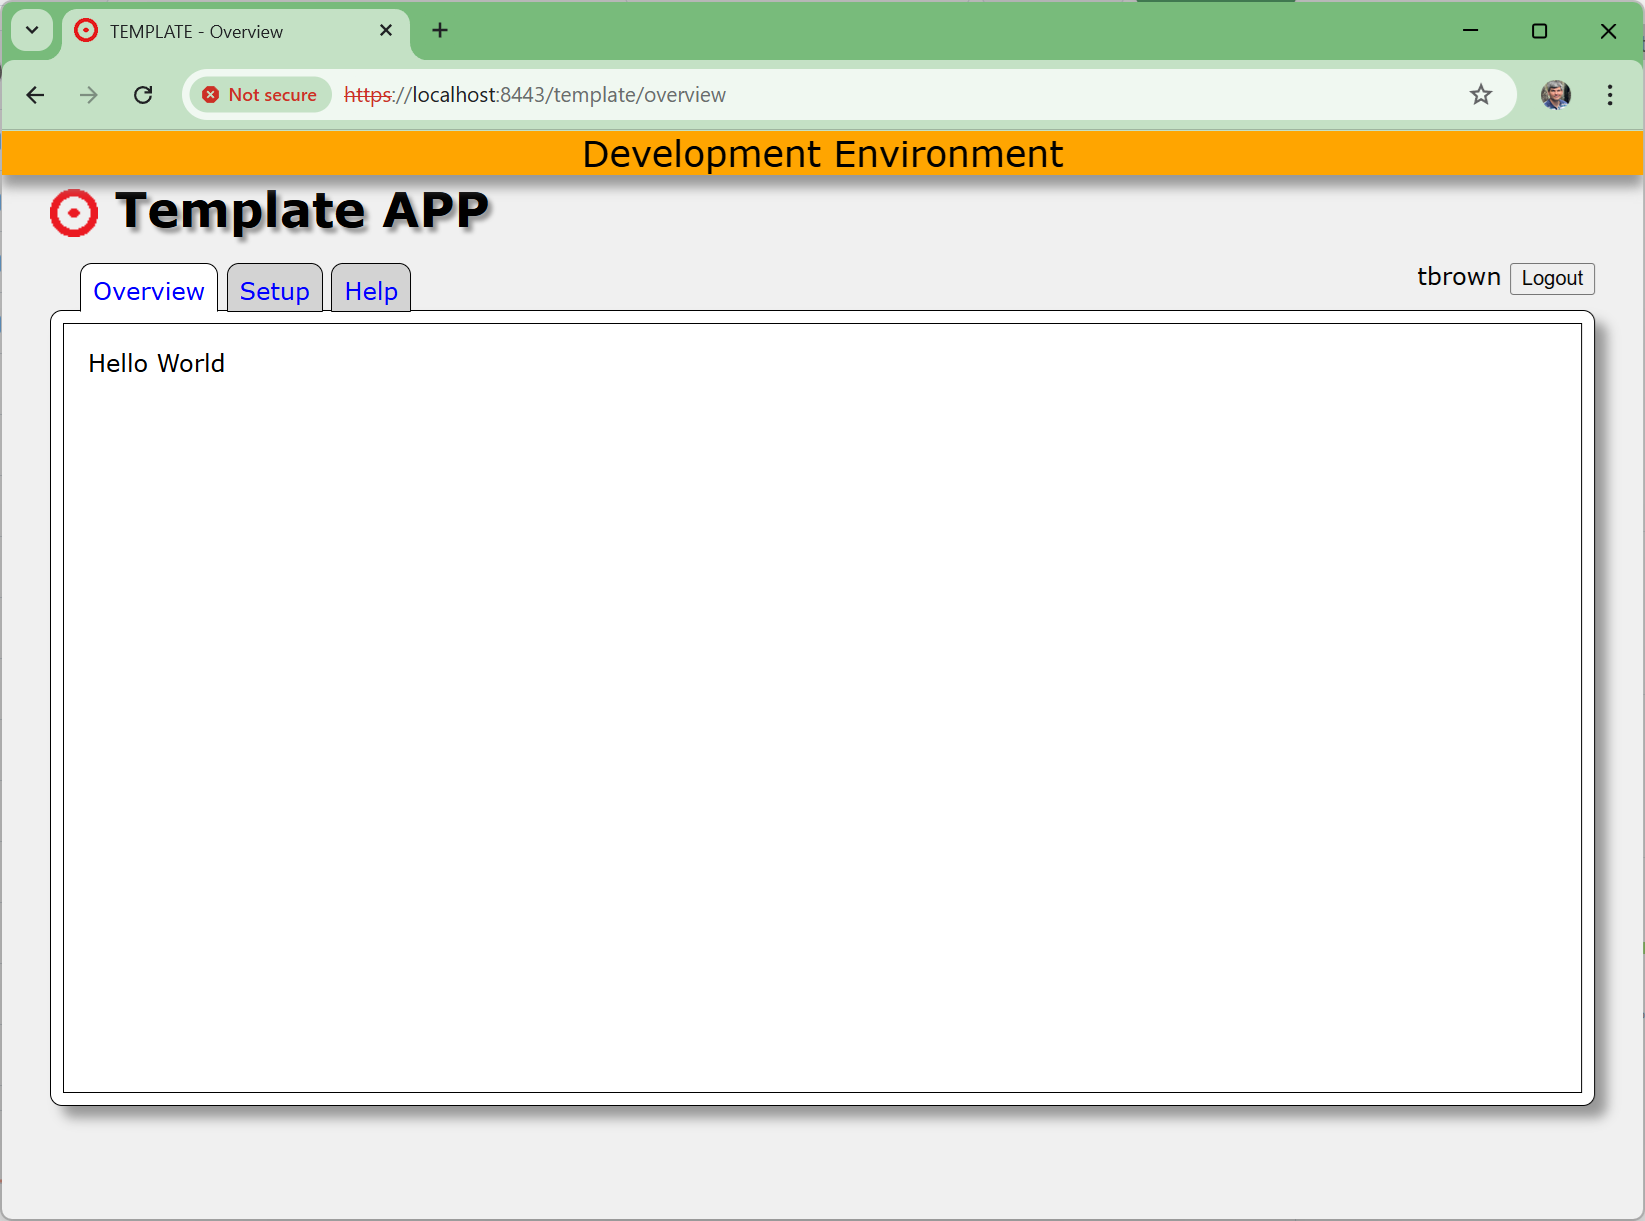 TEMPLATE - Overview
Not secure https://localhost:8443/template/overview
Development Environment
Template APP
Overview Setup Help tbrown Logout
Hello World